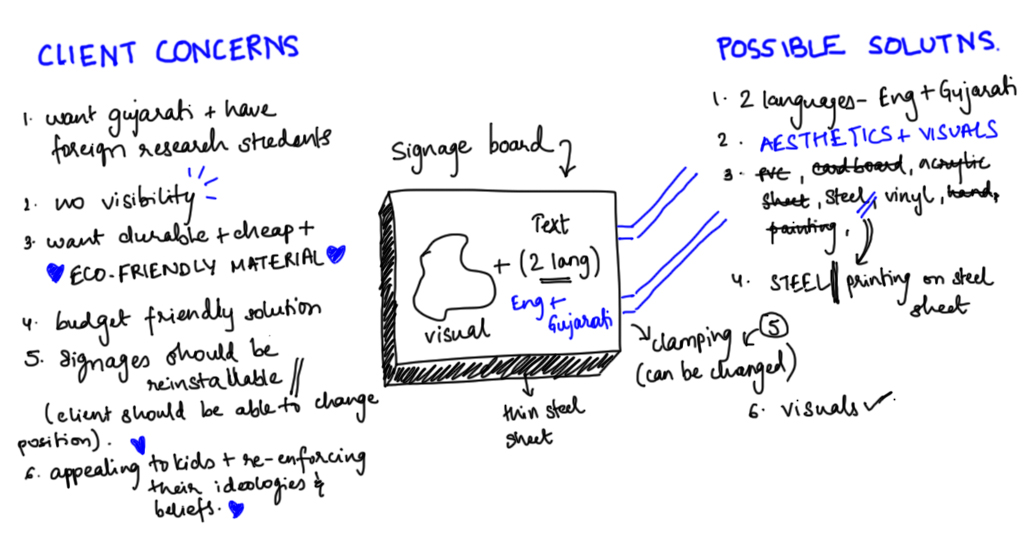 CLIENT CONCERNS
1. want gujarati + have
foreign research students
2. no visibility
3. want durable + cheap +
ECO-FRIENDLY MATERIAL
4. budget friendly solution
5. signages should be
reinstallable
(client should be able to change
position).
6. appealing to kids + re-enforcing
their ideologies &
beliefs.
Signage board
Text
+ (2 lang)
Eng +
Gujarati
visual
thin steel
sheet
POSSIBLE SOLUTNS.
1. 2 languages- Eng + Gujarati
2. AESTHETICS + VISUALS
3. PVC, cardboard, acrylic
sheet, Steel, vinyl, hand,
painting,
4. STEEL printing on steel
sheet
5
clamping
(can be changed)
6. visuals ✓